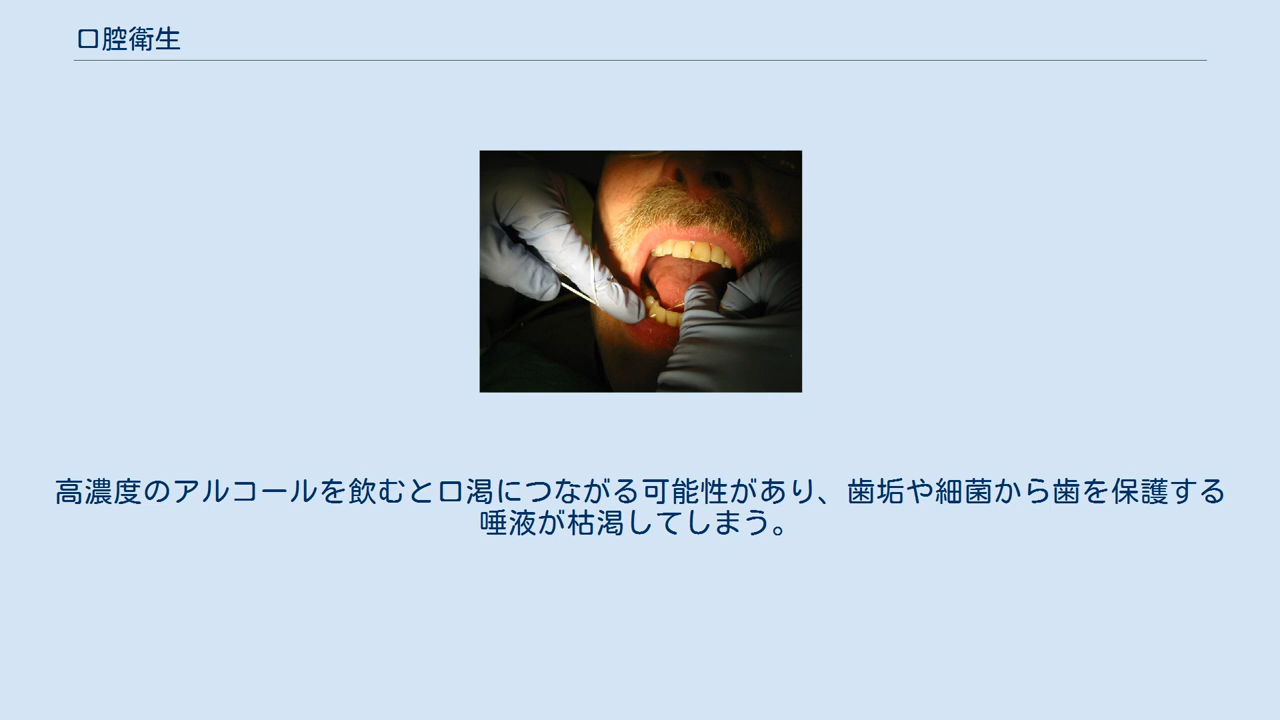 口腔衛生
高濃度のアルコールを飲むと口渇につながる可能性があり、歯垢や細菌から歯を保護する
唾液が枯渇してしまう。